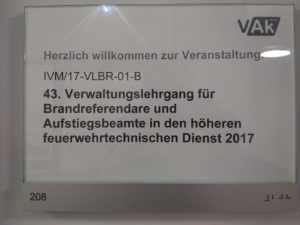 VAk
Herzlich willkommen zur Veranstaltung
IVM/17-VLBR-01-B
43. Verwaltungslehrgang für
Brandreferendare und
Aufstiegsbeamte in den höheren
feuerwehrtechnischen Dienst 2017
208